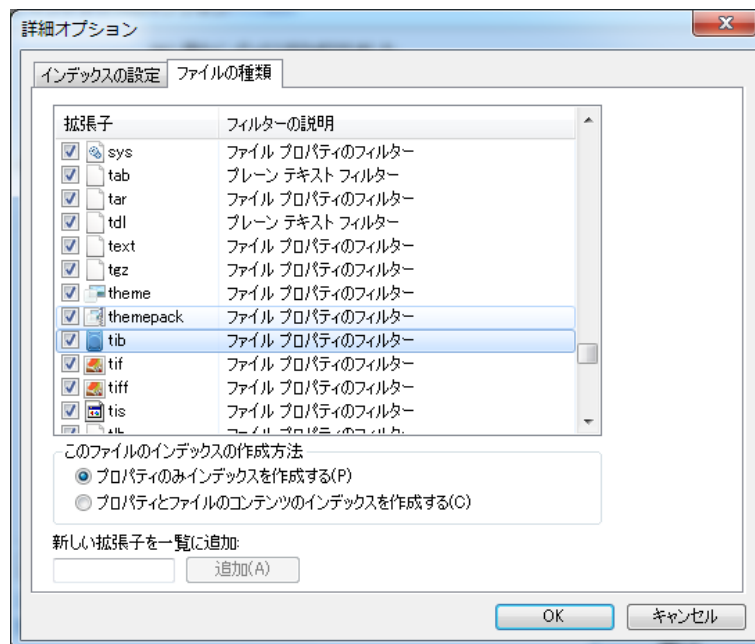 詳細オプション
インデックスの設定 ファイルの種類
拡張子 フィルターの説明
sys ファイル プロパティのフィルター
tab プレーン テキスト フィルター
tar ファイル プロパティのフィルター
tdl プレーン テキスト フィルター
text ファイル プロパティのフィルター
tgz ファイル プロパティのフィルター
theme ファイル プロパティのフィルター
themepack ファイル プロパティのフィルター
tib ファイル プロパティのフィルター
tif ファイル プロパティのフィルター
tiff ファイル プロパティのフィルター
tis ファイル プロパティのフィルター
このファイルのインデックスの作成方法
プロパティのみインデックスを作成する(P)
プロパティとファイルのコンテンツのインデックスを作成する(C)
新しい拡張子を一覧に追加:
追加(A)
OK キャンセル